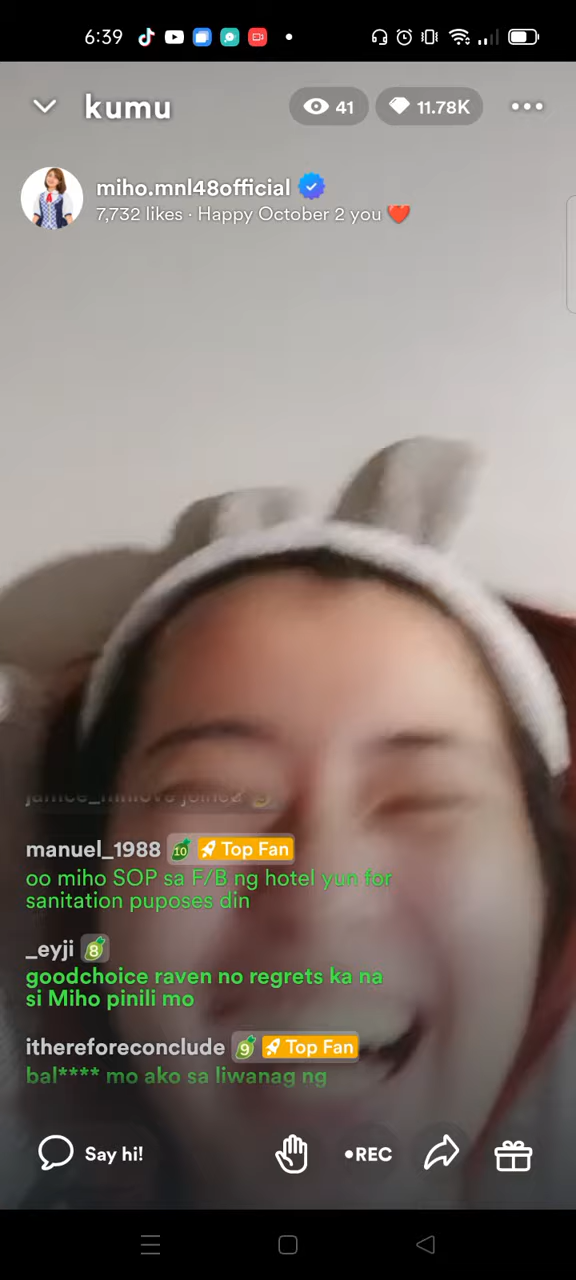 6:39
kumu
41
11.78K
miho.mnl48official
7,732 likes · Happy October 2 you ❤️
joined
manuel_1988 10 Top Fan
oo miho SOP sa F/B ng hotel yun for
sanitation puposes din
_eyji 8
goodchoice raven no regrets ka na
si Miho pinili mo
ithereforeconclude 9 Top Fan
bal**** mo ako sa liwanag ng
Say hi!
•REC